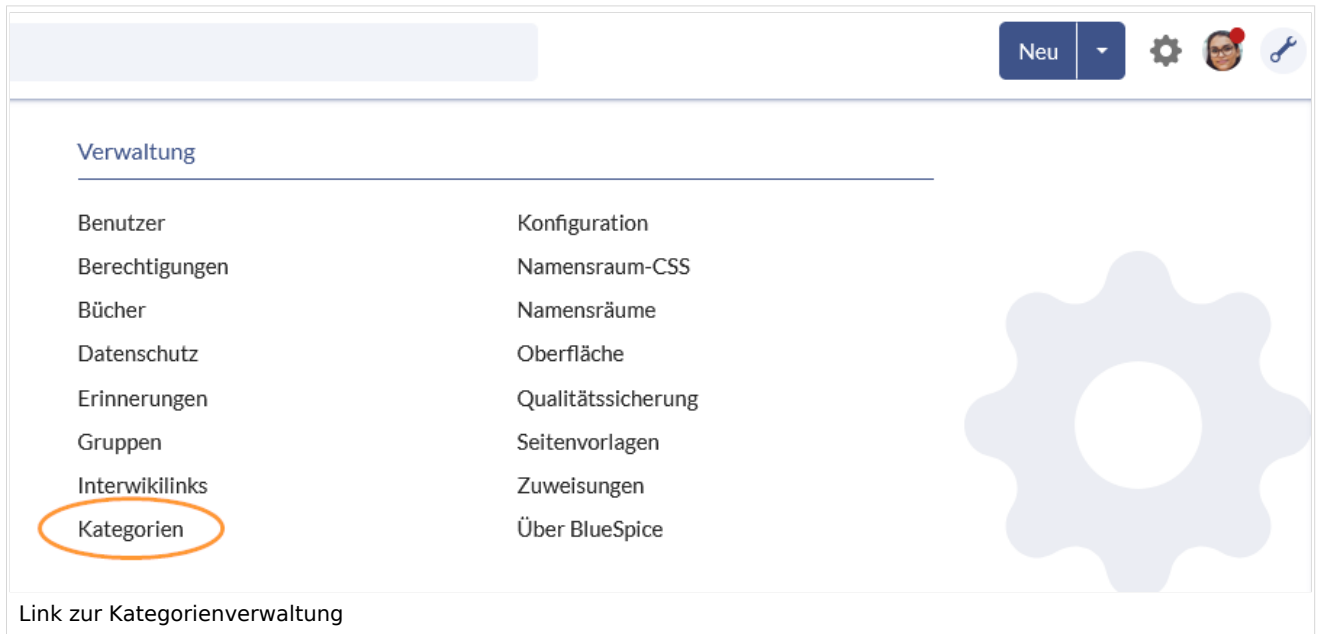 Neu
Verwaltung
Benutzer
Berechtigungen
Bücher
Datenschutz
Erinnerungen
Gruppen
Interwikilinks
Kategorien
Konfiguration
Namensraum-CSS
Namensräume
Oberfläche
Qualitätssicherung
Seitenvorlagen
Zuweisungen
Über BlueSpice
Link zur Kategorienverwaltung